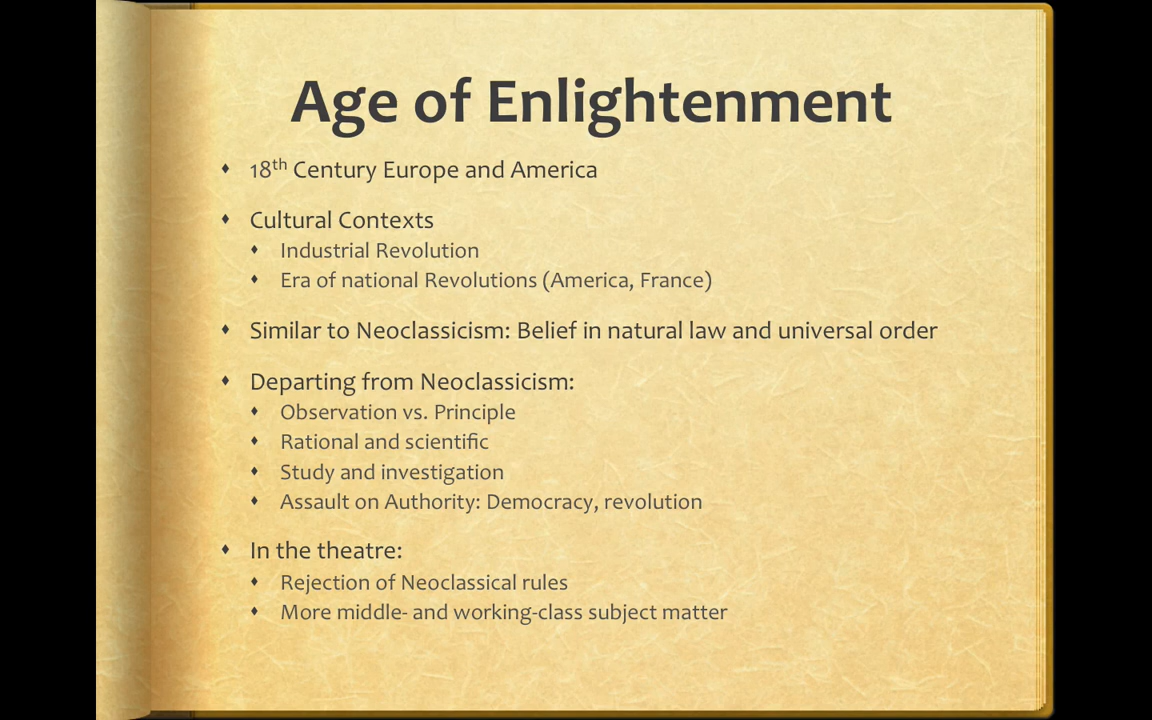 Age of Enlightenment
18th Century Europe and America
Cultural Contexts
Industrial Revolution
Era of national Revolutions (America, France)
Similar to Neoclassicism: Belief in natural law and universal order
Departing from Neoclassicism:
Observation vs. Principle
Rational and scientific
Study and investigation
Assault on Authority: Democracy, revolution
In the theatre:
Rejection of Neoclassical rules
More middle- and working-class subject matter